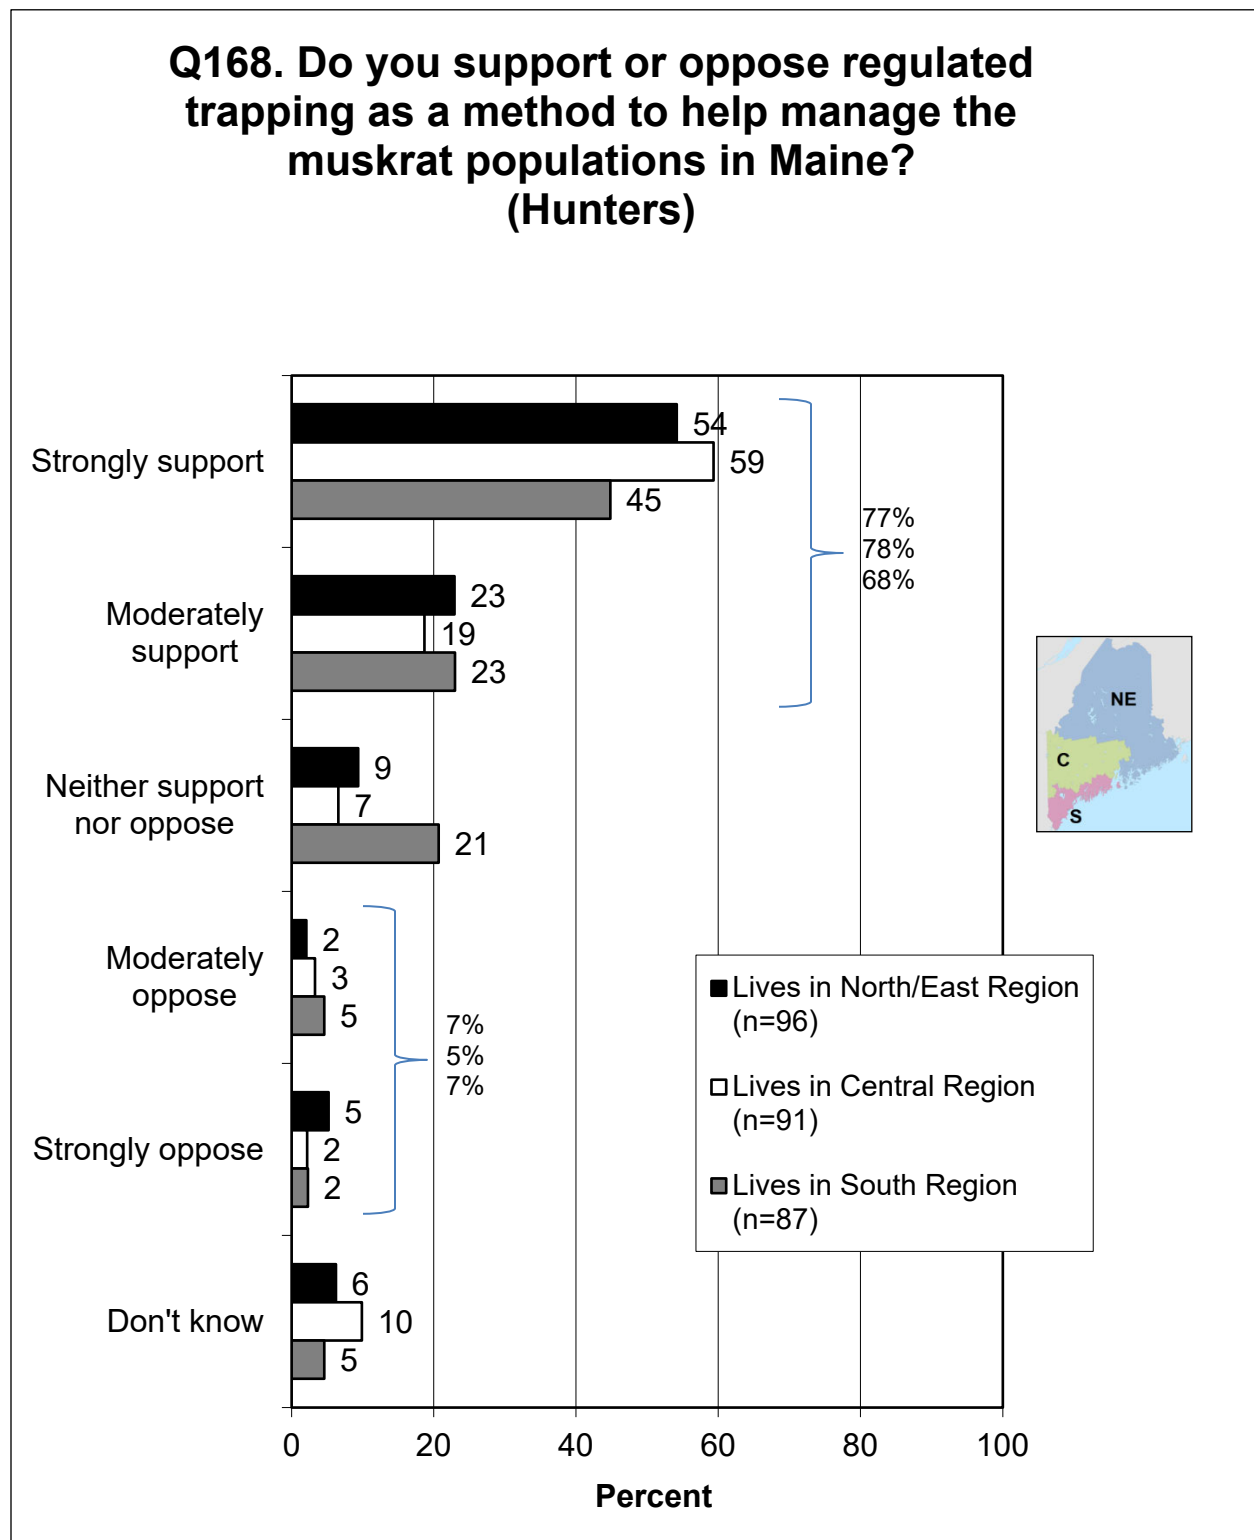 Q168. Do you support or oppose regulated
trapping as a method to help manage the
muskrat populations in Maine?
(Hunters)
Strongly support
54
59
45
77%
78%
68%
Moderately
support
23
19
23
Neither support
nor oppose
9
7
21
NE
C
S
Moderately
oppose
2
3
5
7%
5%
7%
Strongly oppose
5
2
2
Don't know
6
10
5
Lives in North/East Region
(n=96)
Lives in Central Region
(n=91)
Lives in South Region
(n=87)
0 20 40 60 80 100
Percent